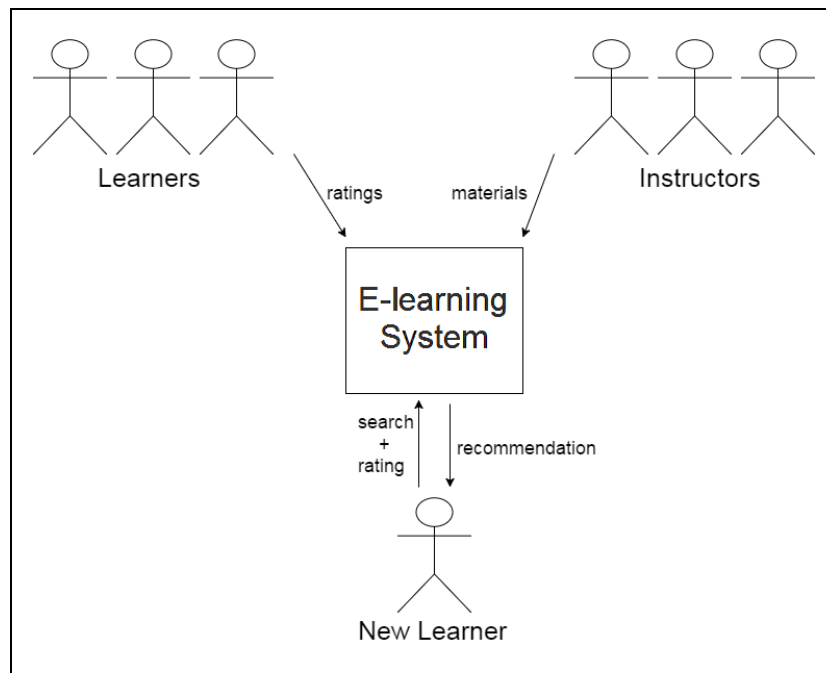 Learners
Instructors
ratings
materials
E-learning
System
search
+
rating
recommendation
New Learner